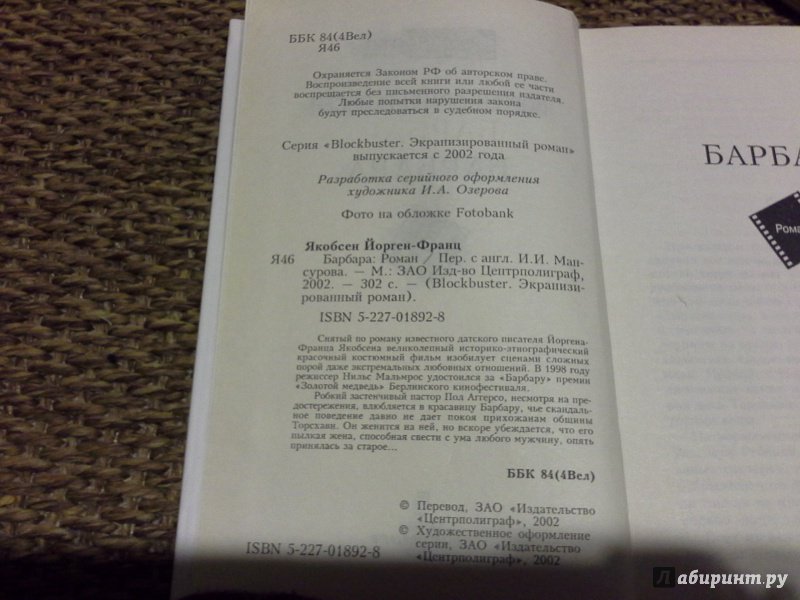 ББК 84(4Вел)
Я46
Охраняется Законом РФ об авторском праве.
Воспроизведение всей книги или любой ее части
воспрещается без письменного разрешения издателя.
Любые попытки нарушения закона
будут преследоваться в судебном порядке.
Серия «Blockbuster. Экранизированный роман»
выпускается с 2002 года
Разработка серийного оформления
художника И.А. Озерова
Фото на обложке Fotobank
Якобсен Йорген-Франц
Я46 Барбара: Роман / Пер. с англ. И.И. Ман-
сурова. — М.: ЗАО Изд-во Центрполиграф,
2002. — 302 с. — (Blockbuster. Экранизи-
рованный роман).
ISBN 5-227-01892-8
Снятый по роману известного датского писателя Йоргена-
Франца Якобсена великолепный историко-этнографический
красочный костюмный фильм изобилует сценами сложных
порой даже экстремальных любовных отношений. В 1998 году
режиссер Нильс Мальмрос удостоился за «Барбару» премии
«Золотой медведь» Берлинского кинофестиваля.
Робкий застенчивый пастор Пол Аггерсо, несмотря на пре-
достережения, влюбляется в красавицу Барбару, чье скандаль-
ное поведение давно не дает покоя прихожанам общины
Торсхавн. Он женится на ней, но вскоре убеждается, что его
пылкая жена, способная свести с ума любого мужчину, опять
принялась за старое...
ББК 84(4Вел)
© Перевод, ЗАО «Издательство
«Центрполиграф», 2002
© Художественное оформление
серии, ЗАО «Издательство
«Центрполиграф», 2002
ISBN 5-227-01892-8
БАРБА
Рома
Лабиринт.ру